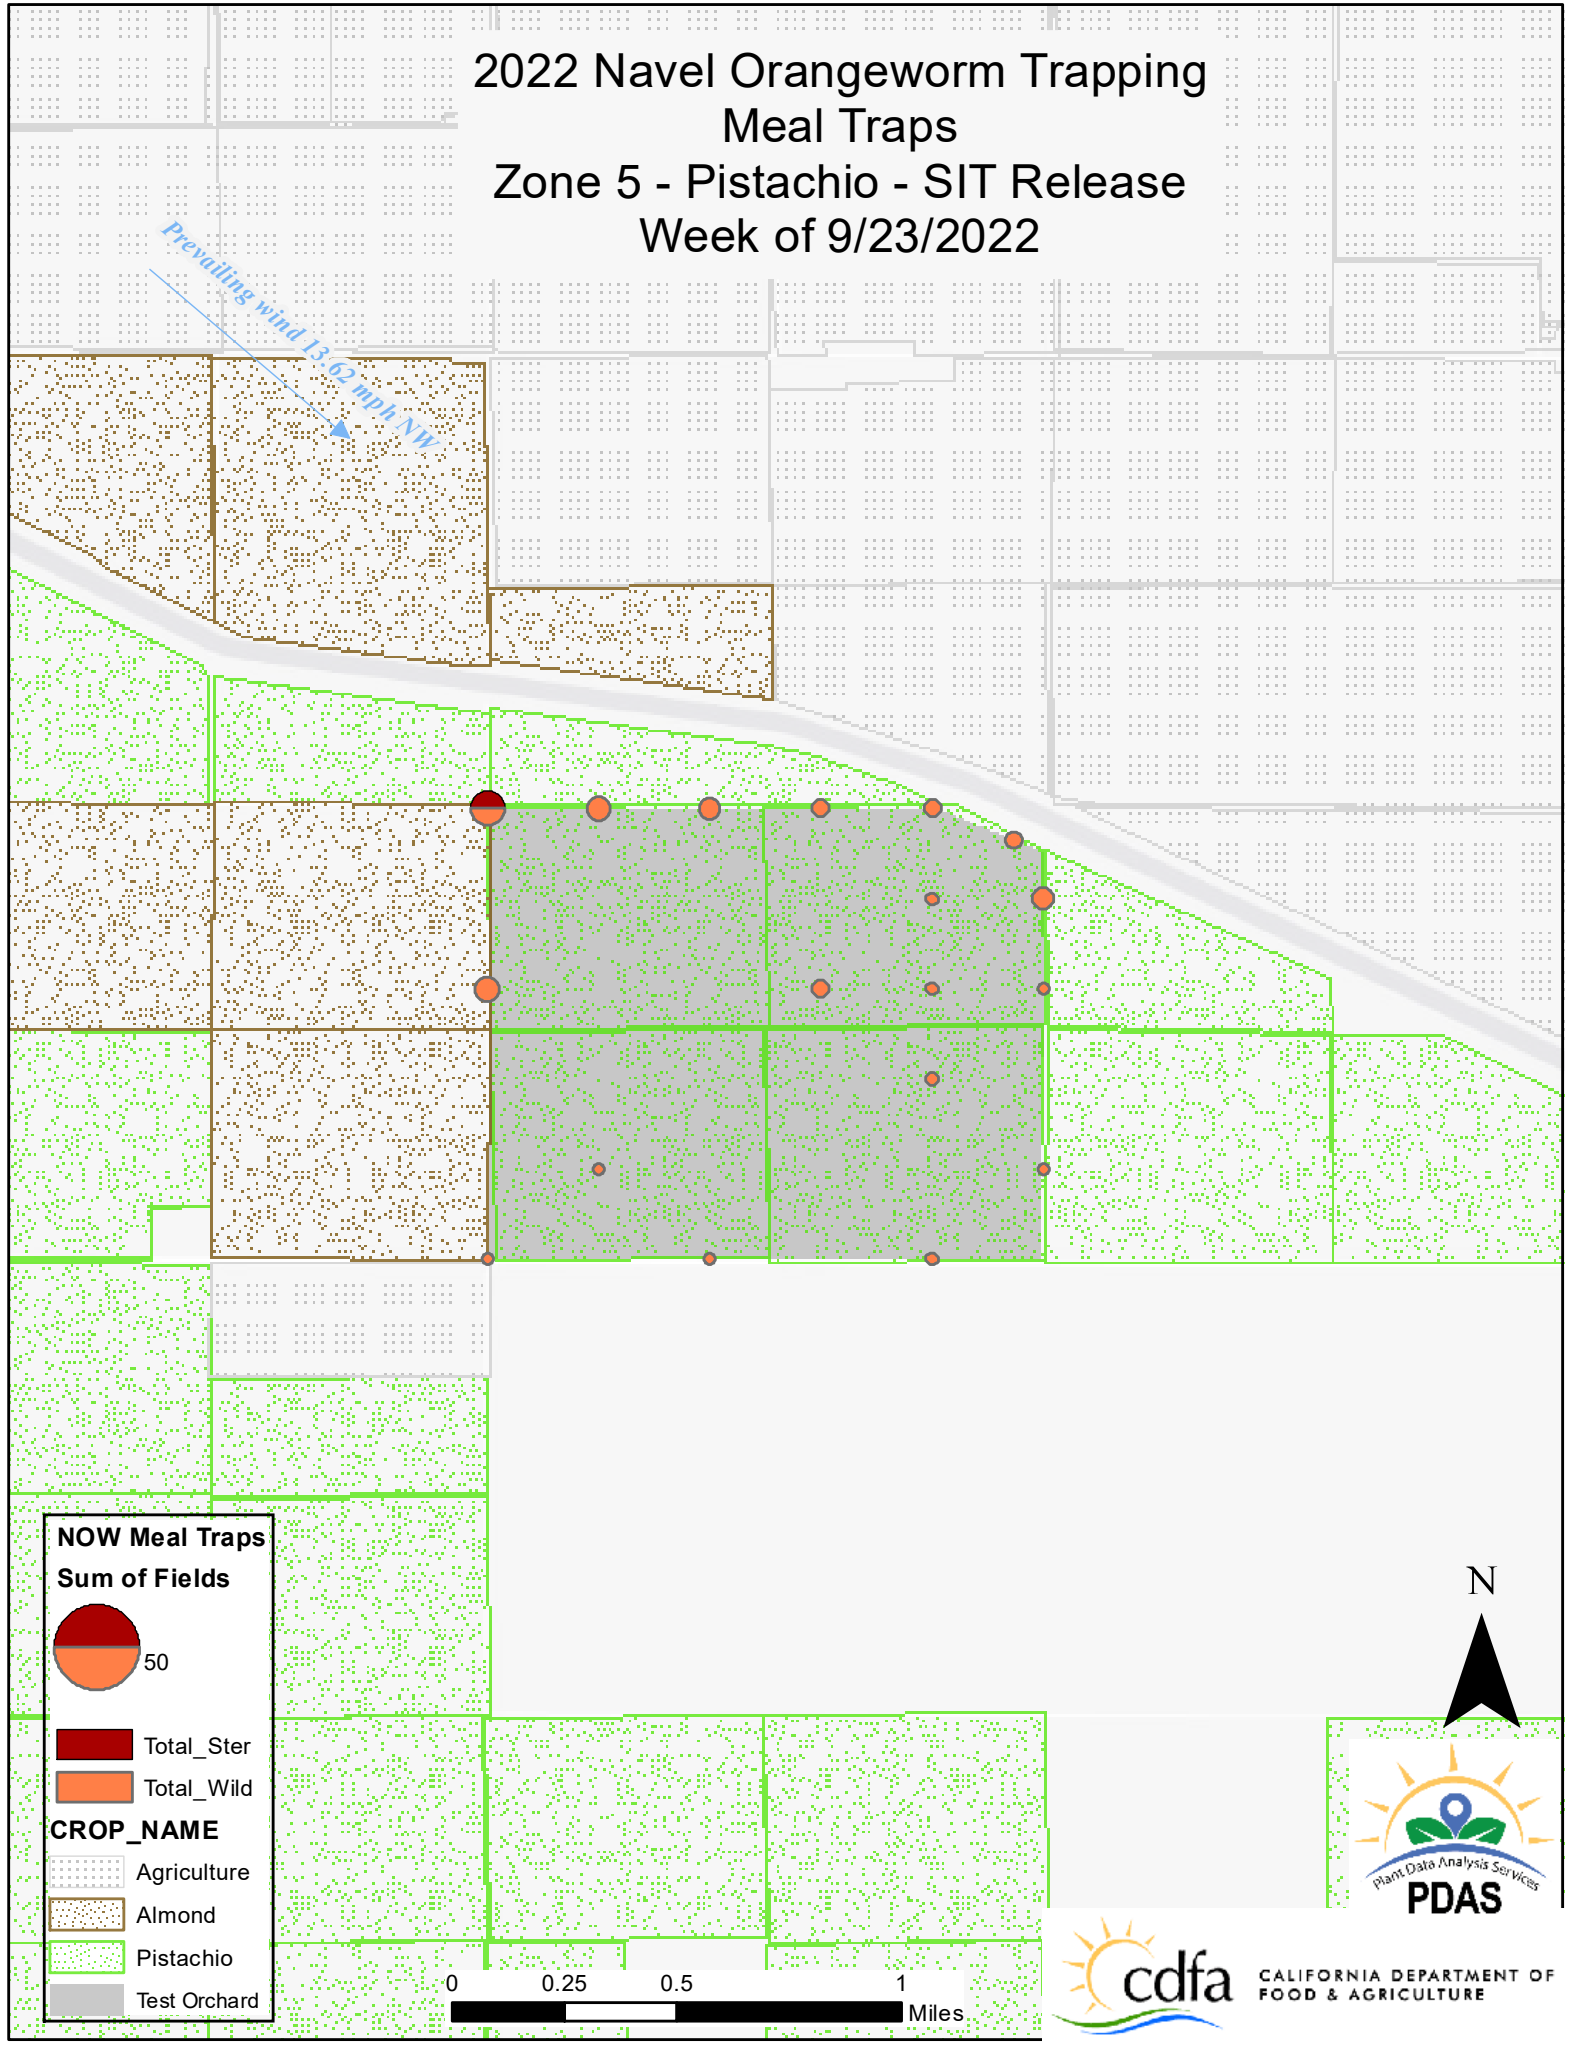 2022 Navel Orangeworm Trapping
Meal Traps
Zone 5 - Pistachio - SIT Release
Week of 9/23/2022
Prevailing wind 13.62 mph NW
NOW Meal Traps
Sum of Fields
50
Total_Ster
Total_Wild
CROP_NAME
Agriculture
Almond
Pistachio
Test Orchard
0 0.25 0.5 1
Miles
N
Plant Data Analysis Services
PDAS
cdfa
CALIFORNIA DEPARTMENT OF
FOOD & AGRICULTURE